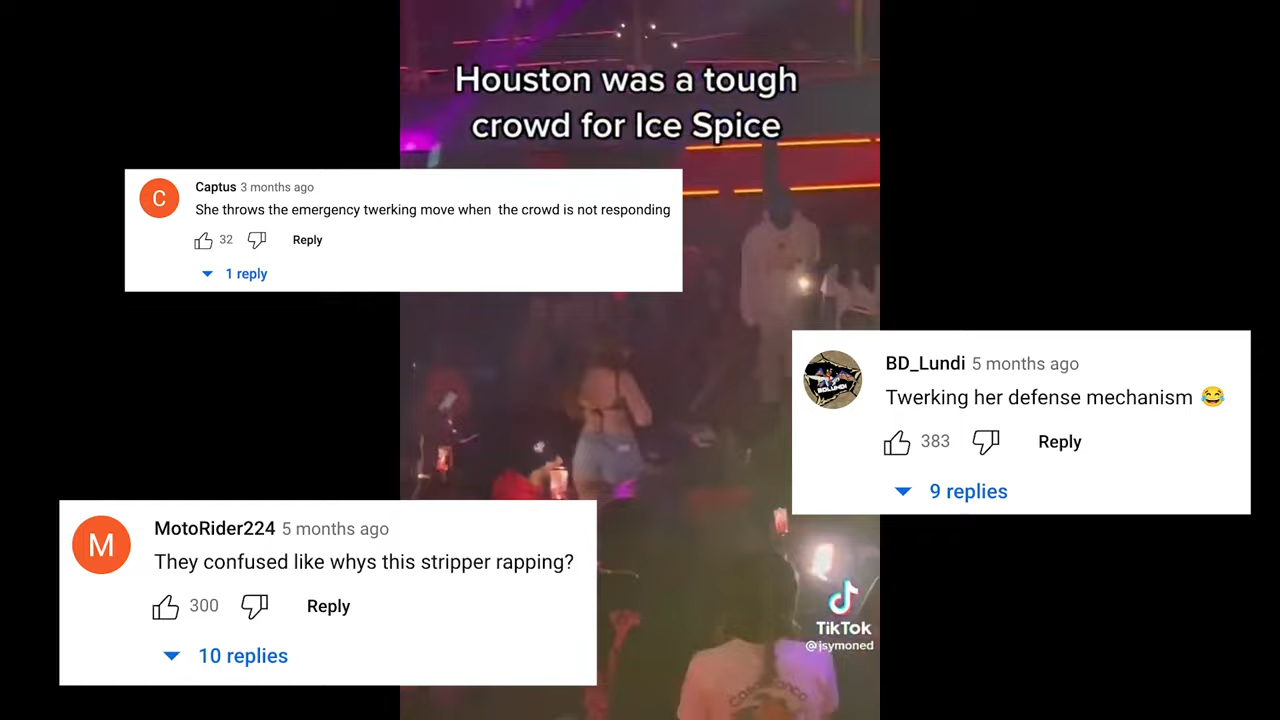 Houston was a tough
crowd for Ice Spice
C
Captus 3 months ago
She throws the emergency twerking move when the crowd is not responding
32 Reply
1 reply
BD_Lundi 5 months ago
Twerking her defense mechanism 😂
383 Reply
9 replies
M
MotoRider224 5 months ago
They confused like whys this stripper rapping?
300 Reply
10 replies
TikTok
@jsymoned